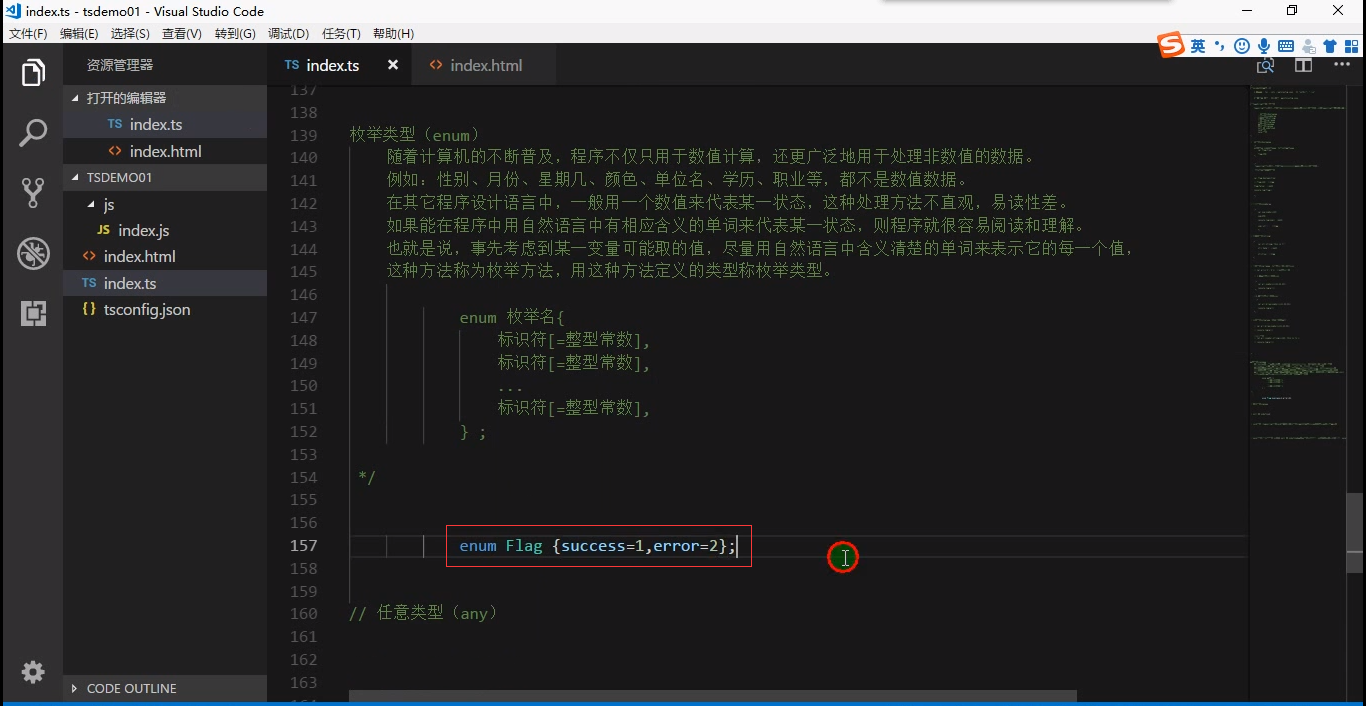 index.ts - tsdemo01 - Visual Studio Code
文件(F) 编辑(E) 选择(S) 查看(V) 转到(G) 调试(D) 任务(T) 帮助(H)
英
资源管理器
TS index.ts
<> index.html
打开的编辑器
TS index.ts
<> index.html
TSDEMO01
js
JS index.js
<> index.html
TS index.ts
{} tsconfig.json
CODE OUTLINE
137
138
139 枚举类型（enum）
140 随着计算机的不断普及，程序不仅只用于数值计算，还更广泛地用于处理非数值的数据。
141 例如：性别、月份、星期几、颜色、单位名、学历、职业等，都不是数值数据。
142 在其它程序设计语言中，一般用一个数值来代表某一状态，这种处理方法不直观，易读性差。
143 如果能在程序中用自然语言中有相应含义的单词来代表某一状态，则程序就很容易阅读和理解。
144 也就是说，事先考虑到某一变量可能取的值，尽量用自然语言中含义清楚的单词来表示它的每一个值，
145 这种方法称为枚举方法，用这种方法定义的类型称枚举类型。
146
147 enum 枚举名{
148 标识符[=整型常数],
149 标识符[=整型常数],
150 ...
151 标识符[=整型常数],
152 } ;
153
154 */
155
156
157 enum Flag {success=1,error=2};
158
159
160 // 任意类型（any）
161
162
163